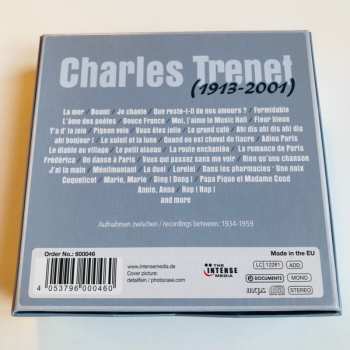 Charles Trenet
(1913-2001)
La mer / Boum! / Je chante / Que reste-t-il de nos amours ? / Formidable
L'âme des poètes / Douce France / Moi, j'aime le Music Hall / Fleur bleue
Y'a d' la joie / Pigeon vole / Vous êtes jolie / Le grand café / Ah! dis ah! dis ah! dis
ah! bonjour ! / Le soleil et la lune / Quand on est cheval de fiacre / Adieu Paris
Le diable au village / Le petit oiseau / La route enchantée / La romance de Paris
Frédérica / On danse à Paris / Vous qui passez sans me voir / Rien qu'une chanson
J'ai ta main / Ménilmontant / Le duel / Lorelei / Dans les pharmacies / Une noix
Coquelicot / Marie, Marie / Ding ! Dong ! / Papa Pique et Madame Coud
Annie, Anna / Hop ! Hop !
and more
Aufnahmen zwischen / recordings between: 1934-1959
Order No.: 600046
Made in the EU
www.intensemedia.de
Cover picture:
detailfein / photocase.com
THE
INTENSE
MEDIA
LC 12281
ADD
DOCUMENTS
MONO
mcps
STEREO
4 053796 000460